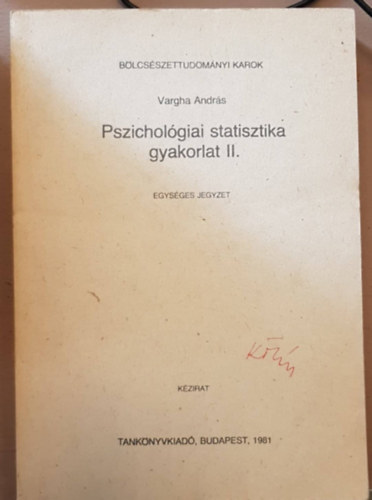 BÖLCSÉSZETTUDOMÁNYI KAROK
Vargha András
Pszichológiai statisztika
gyakorlat II.
EGYSÉGES JEGYZET
KÉZIRAT
TANKÖNYVKIADÓ, BUDAPEST, 1981